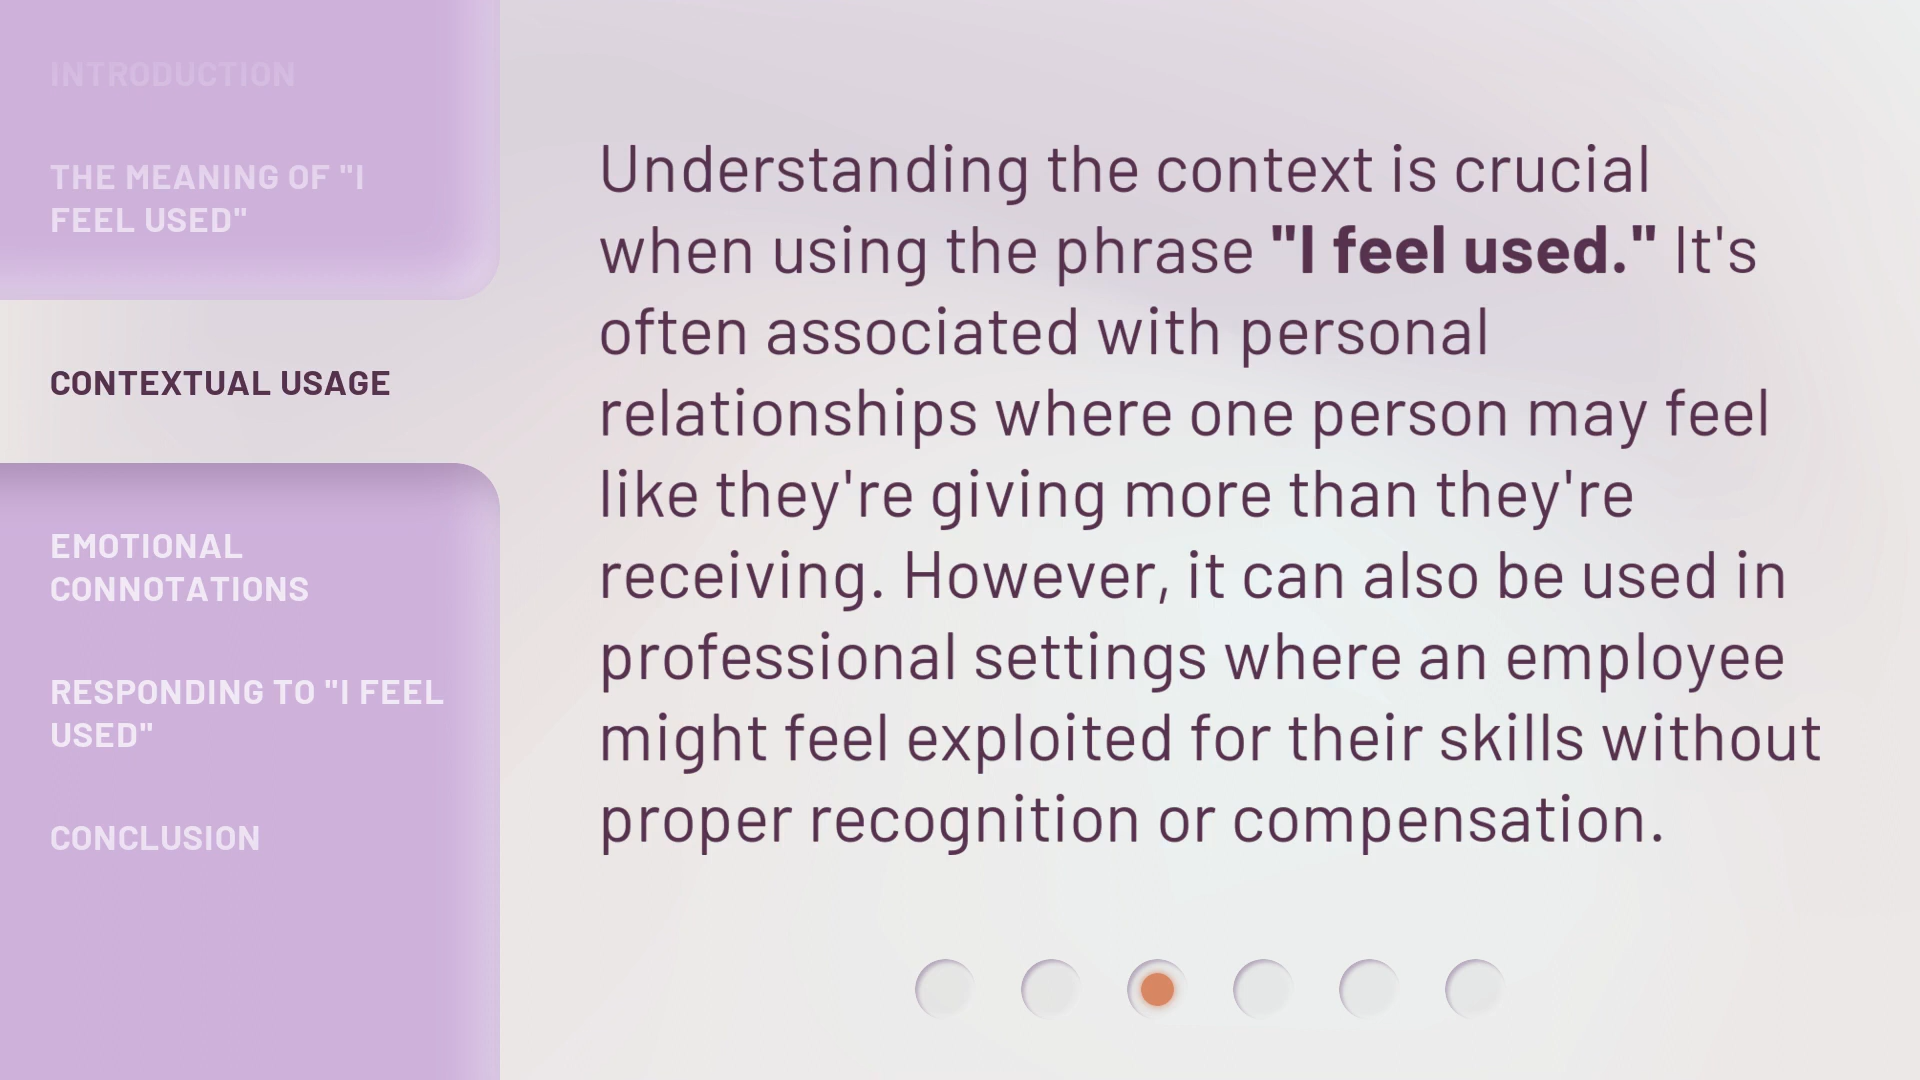 INTRODUCTION
THE MEANING OF "I
FEEL USED"
CONTEXTUAL USAGE
EMOTIONAL
CONNOTATIONS
RESPONDING TO "I FEEL
USED"
CONCLUSION
Understanding the context is crucial
when using the phrase "I feel used." It's
often associated with personal
relationships where one person may feel
like they're giving more than they're
receiving. However, it can also be used in
professional settings where an employee
might feel exploited for their skills without
proper recognition or compensation.